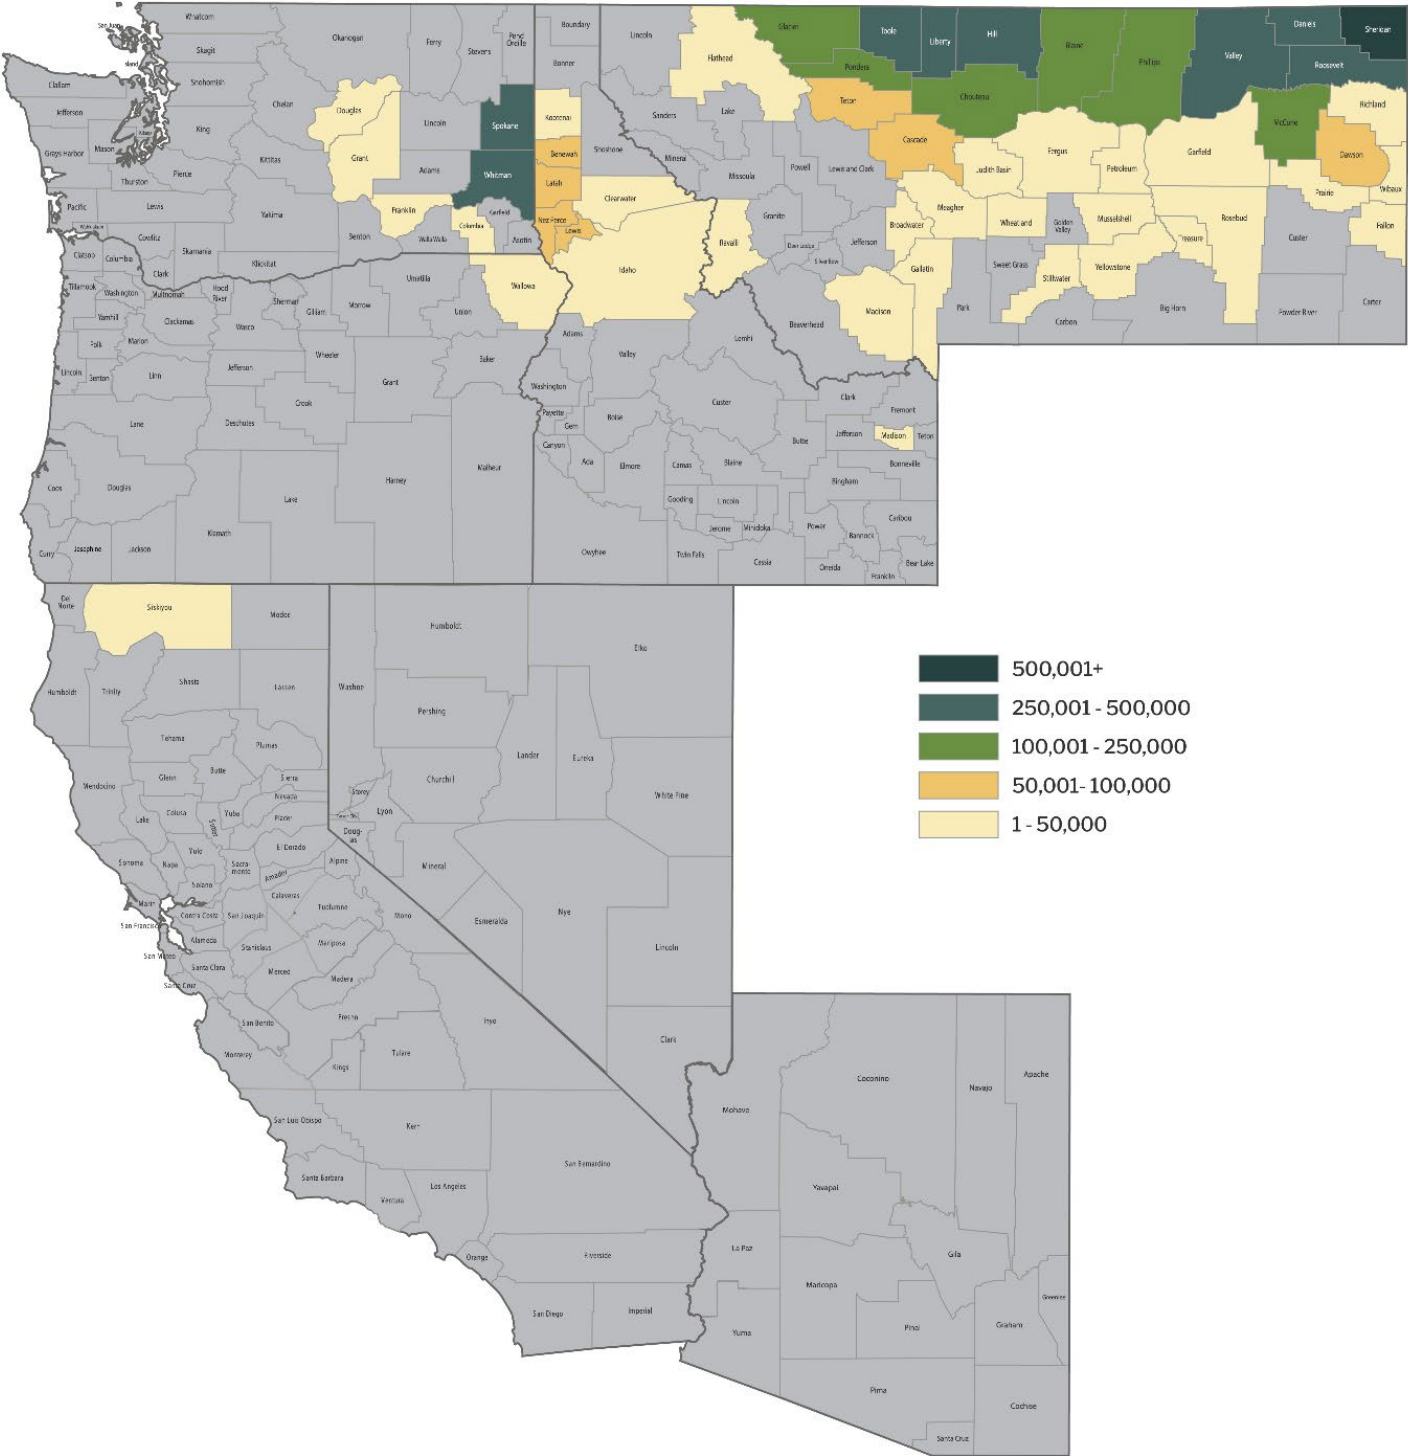 San Juan
Whatcom
Skagit
Island
Snohomish
Clallam
Jefferson
Grays Harbor
Mason
Kitsap
King
Pierce
Thurston
Pacific
Lewis
Wahkiakum
Cowlitz
Skamania
Clark
Okanogan
Chelan
Douglas
Grant
Kittitas
Yakima
Klickitat
Ferry
Stevens
Pend
Oreille
Lincoln
Spokane
Adams
Whitman
Franklin
Benton
Walla Walla
Columbia
Garfield
Asotin
Clatsop
Columbia
Tillamook
Washington
Multnomah
Hood
River
Yamhill
Clackamas
Polk
Marion
Lincoln
Benton
Linn
Lane
Wasco
Sherman
Gilliam
Morrow
Umatilla
Union
Wallowa
Wheeler
Jefferson
Grant
Baker
Crook
Deschutes
Coos
Douglas
Lake
Harney
Malheur
Klamath
Curry
Josephine
Jackson
Boundary
Bonner
Kootenai
Benewah
Shoshone
Latah
Clearwater
Nez Perce
Lewis
Idaho
Adams
Valley
Lemhi
Washington
Payette
Gem
Boise
Custer
Canyon
Ada
Elmore
Camas
Blaine
Butte
Clark
Fremont
Jefferson
Madison
Teton
Bonneville
Bingham
Gooding
Lincoln
Jerome
Minidoka
Power
Bannock
Caribou
Owyhee
Twin Falls
Cassia
Oneida
Franklin
Bear Lake
Lincoln
Flathead
Glacier
Toole
Liberty
Hill
Blaine
Phillips
Valley
Daniels
Sheridan
Roosevelt
Pondera
Teton
Chouteau
Sanders
Lake
Mineral
Missoula
Powell
Lewis and Clark
Cascade
Judith Basin
Fergus
Petroleum
Garfield
McCone
Richland
Dawson
Wibaux
Prairie
Fallon
Ravalli
Granite
Deer Lodge
Silver Bow
Jefferson
Broadwater
Meagher
Wheatland
Golden
Valley
Musselshell
Treasure
Rosebud
Custer
Beaverhead
Madison
Gallatin
Park
Sweet Grass
Stillwater
Yellowstone
Carbon
Big Horn
Powder River
Carter
500,001+
250,001 - 500,000
100,001 - 250,000
50,001- 100,000
1 - 50,000
Del
Norte
Siskiyou
Modoc
Humboldt
Trinity
Shasta
Lassen
Tehama
Plumas
Mendocino
Glenn
Butte
Sierra
Nevada
Lake
Colusa
Sutter
Yuba
Placer
Sonoma
Napa
Yolo
El Dorado
Sacra-
mento
Amador
Alpine
Solano
Marin
Calaveras
San Francisco
Contra Costa
San Joaquin
Tuolumne
Mono
Alameda
San Mateo
Santa Clara
Stanislaus
Mariposa
Santa Cruz
Merced
Madera
San Benito
Fresno
Monterey
Kings
Tulare
Inyo
San Luis Obispo
Kern
San Bernardino
Santa Barbara
Ventura
Los Angeles
Orange
Riverside
San Diego
Imperial
Washoe
Humboldt
Elko
Pershing
Lander
Eureka
Churchill
White Pine
Storey
Lyon
Doug-
las
Mineral
Esmeralda
Nye
Lincoln
Clark
Mohave
Coconino
Navajo
Apache
Yavapai
La Paz
Gila
Maricopa
Greenlee
Yuma
Pinal
Graham
Pima
Cochise
Santa Cruz